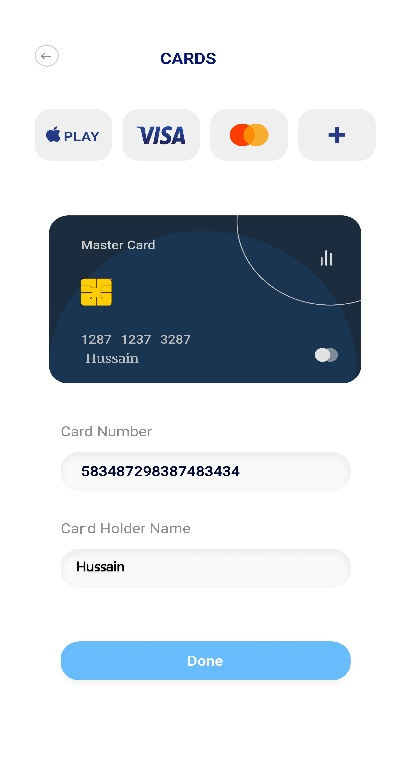 CARDS
PLAY VISA +
Master Card
1287 1237 3287
Hussain
Card Number
583487298387483434
Card Holder Name
Hussain
Done